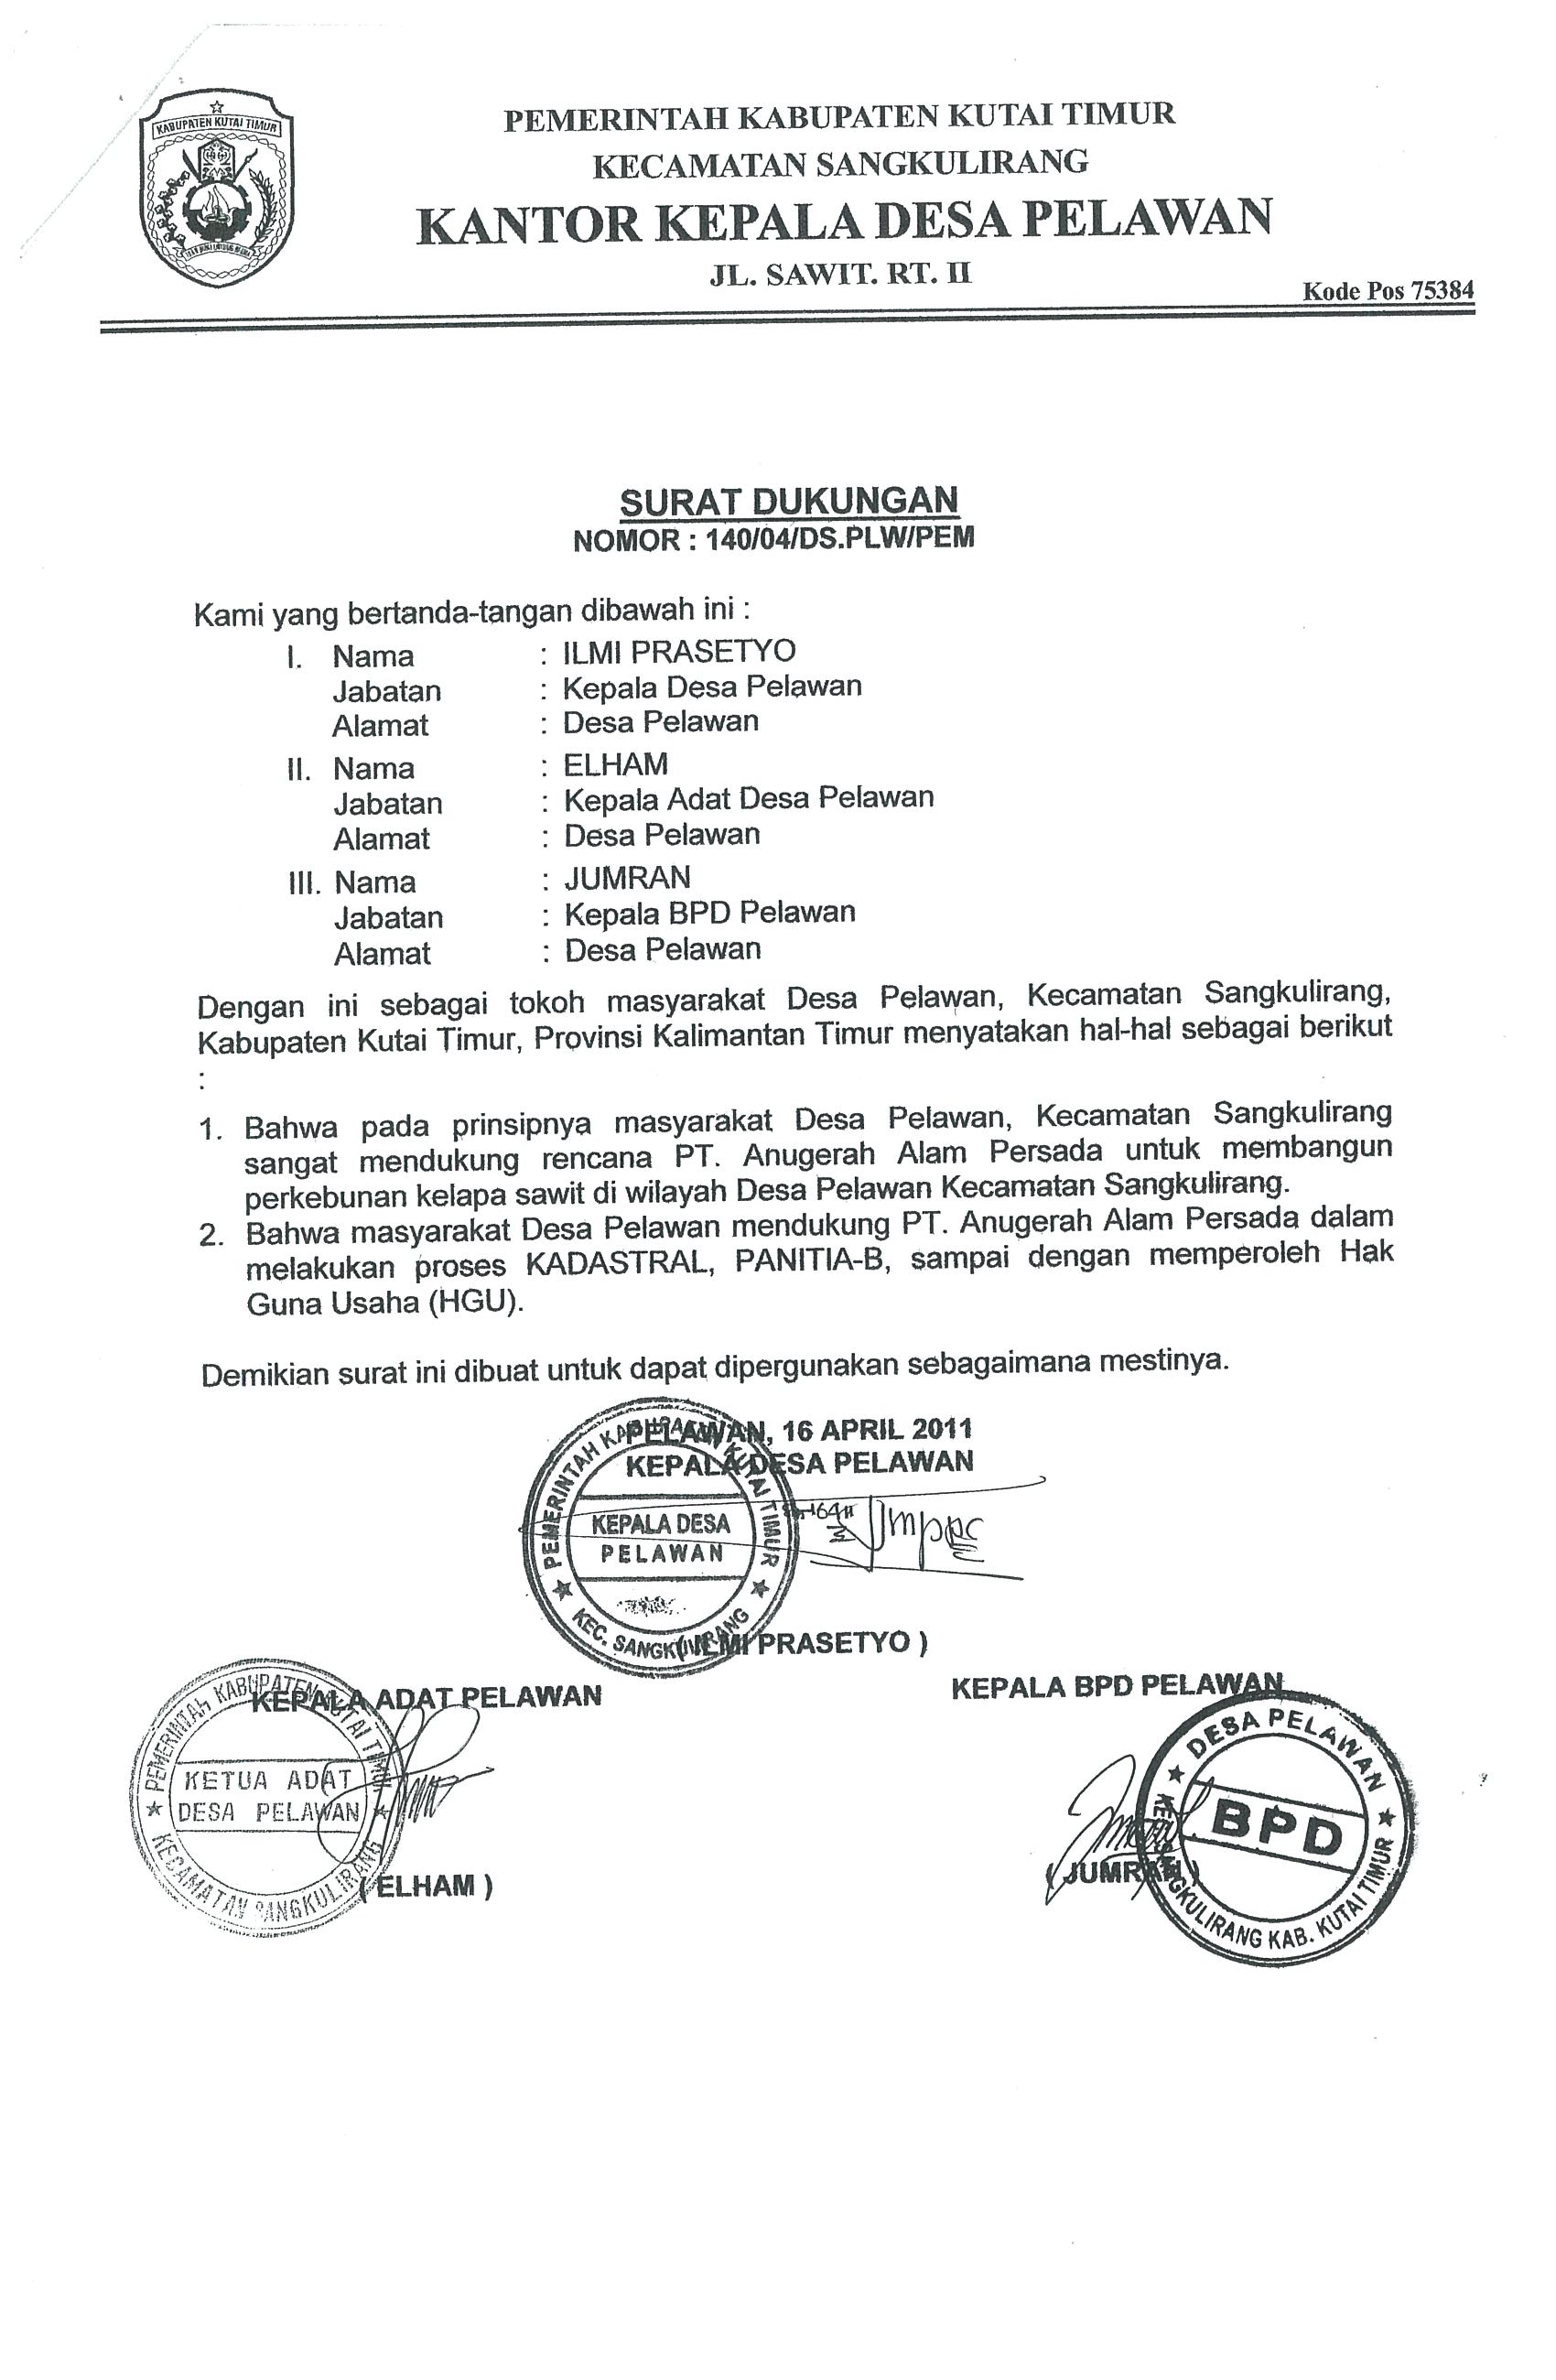 KABUPATEN KUTAI TIMUR
PEMERINTAH KABUPATEN KUTAI TIMUR
KECAMATAN SANGKULIRANG
KANTOR KEPALA DESA PELAWAN
JL. SAWIT. RT. II
Kode Pos 75384
SURAT DUKUNGAN
NOMOR : 140/04/DS.PLW/PEM
Kami yang bertanda-tangan dibawah ini :
I. Nama : ILMI PRASETYO
Jabatan : Kepala Desa Pelawan
Alamat : Desa Pelawan
II. Nama : ELHAM
Jabatan : Kepala Adat Desa Pelawan
Alamat : Desa Pelawan
III. Nama : JUMRAN
Jabatan : Kepala BPD Pelawan
Alamat : Desa Pelawan
Dengan ini sebagai tokoh masyarakat Desa Pelawan, Kecamatan Sangkulirang,
Kabupaten Kutai Timur, Provinsi Kalimantan Timur menyatakan hal-hal sebagai berikut
:
1. Bahwa pada prinsipnya masyarakat Desa Pelawan, Kecamatan Sangkulirang
sangat mendukung rencana PT. Anugerah Alam Persada untuk membangun
perkebunan kelapa sawit di wilayah Desa Pelawan Kecamatan Sangkulirang.
2. Bahwa masyarakat Desa Pelawan mendukung PT. Anugerah Alam Persada dalam
melakukan proses KADASTRAL, PANITIA-B, sampai dengan memperoleh Hak
Guna Usaha (HGU).
Demikian surat ini dibuat untuk dapat dipergunakan sebagaimana mestinya.
PELAWAN, 16 APRIL 2011
KEPALA DESA PELAWAN
PEMERINTAH KABUPATEN KUTAI TIMUR
KEPALA DESA
PELAWAN
KEC. SANGKULIRANG
( ILMI PRASETYO )
KEPALA ADAT PELAWAN
PEMERINTAH KABUPATEN KUTAI TIMUR
KETUA ADAT
DESA PELAWAN
KECAMATAN SANGKULIRANG
( ELHAM )
KEPALA BPD PELAWAN
DESA PELAWAN
BPD
KEC. SANGKULIRANG KAB. KUTAI TIMUR
( JUMRAN )